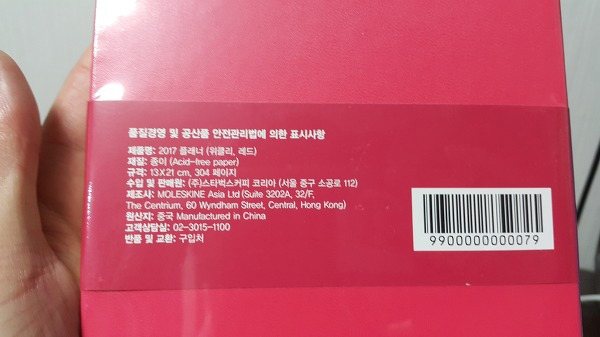 품질경영 및 공산품 안전관리법에 의한 표시사항
제품명: 2017 플래너 (위클리, 레드)
재질: 종이 (Acid-free paper)
규격: 13X21 cm, 304 페이지
수입 및 판매원: (주)스타벅스커피 코리아 (서울 중구 소공로 112)
제조사: MOLESKINE Asia Ltd (Suite 3202A, 32/F,
The Centrium, 60 Wyndham Street, Central, Hong Kong)
원산지: 중국 Manufactured in China
고객상담실: 02-3015-1100
반품 및 교환: 구입처
9900000000079